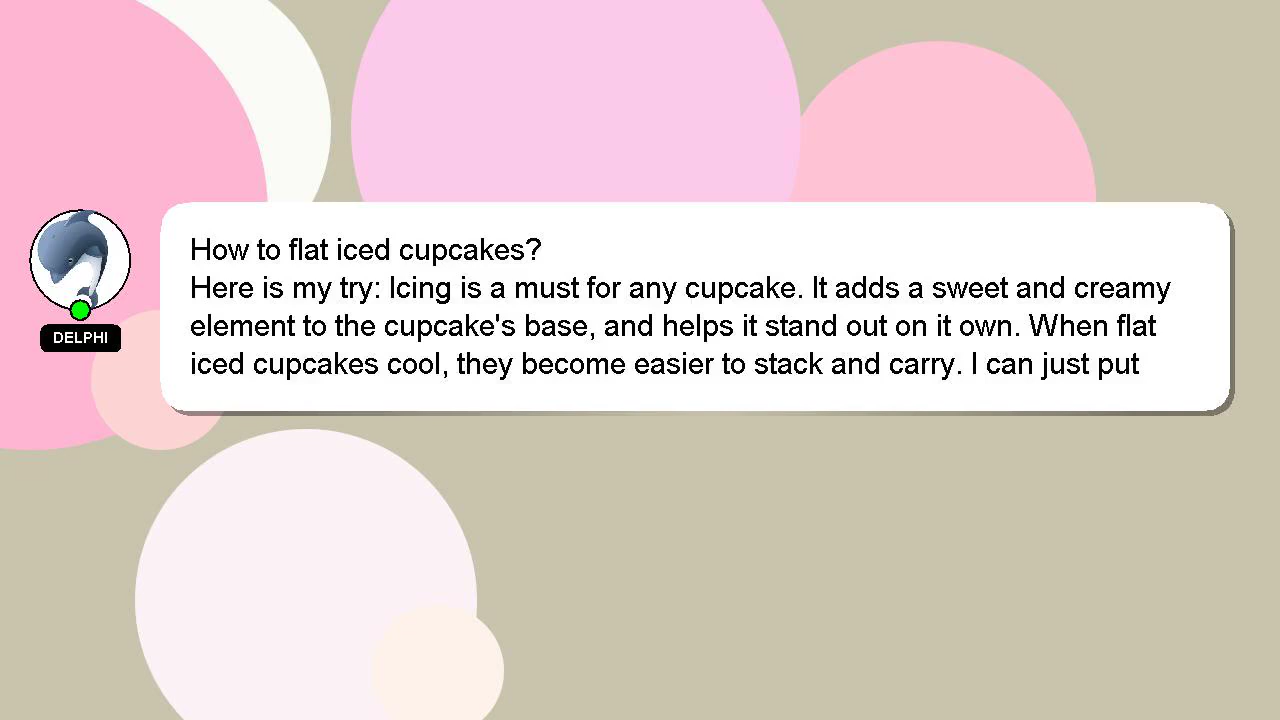 How to flat iced cupcakes?
Here is my try: Icing is a must for any cupcake. It adds a sweet and creamy
element to the cupcake's base, and helps it stand out on it own. When flat
iced cupcakes cool, they become easier to stack and carry. I can just put
DELPHI